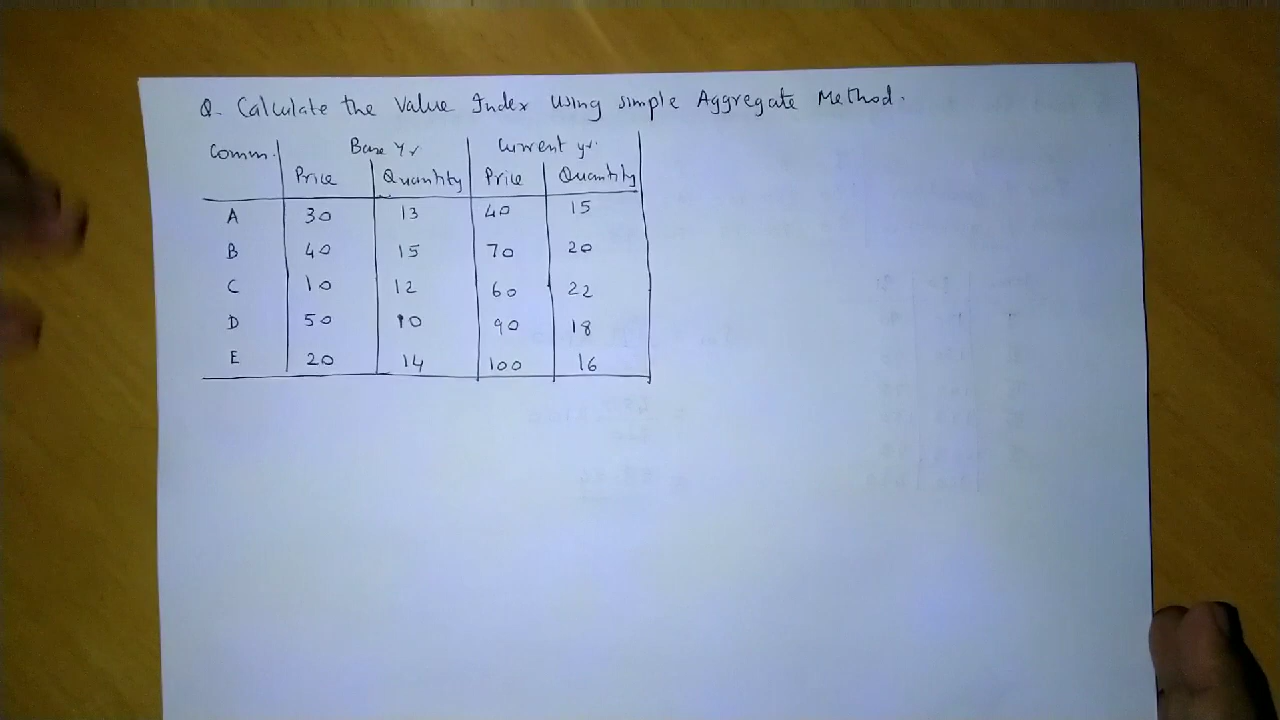 Q. Calculate the Value Index using simple Aggregate Method.
Comm. Base Yr Current yr.
Price Quantity Price Quantity
A 30 13 40 15
B 40 15 70 20
C 10 12 60 22
D 50 10 90 18
E 20 14 100 16